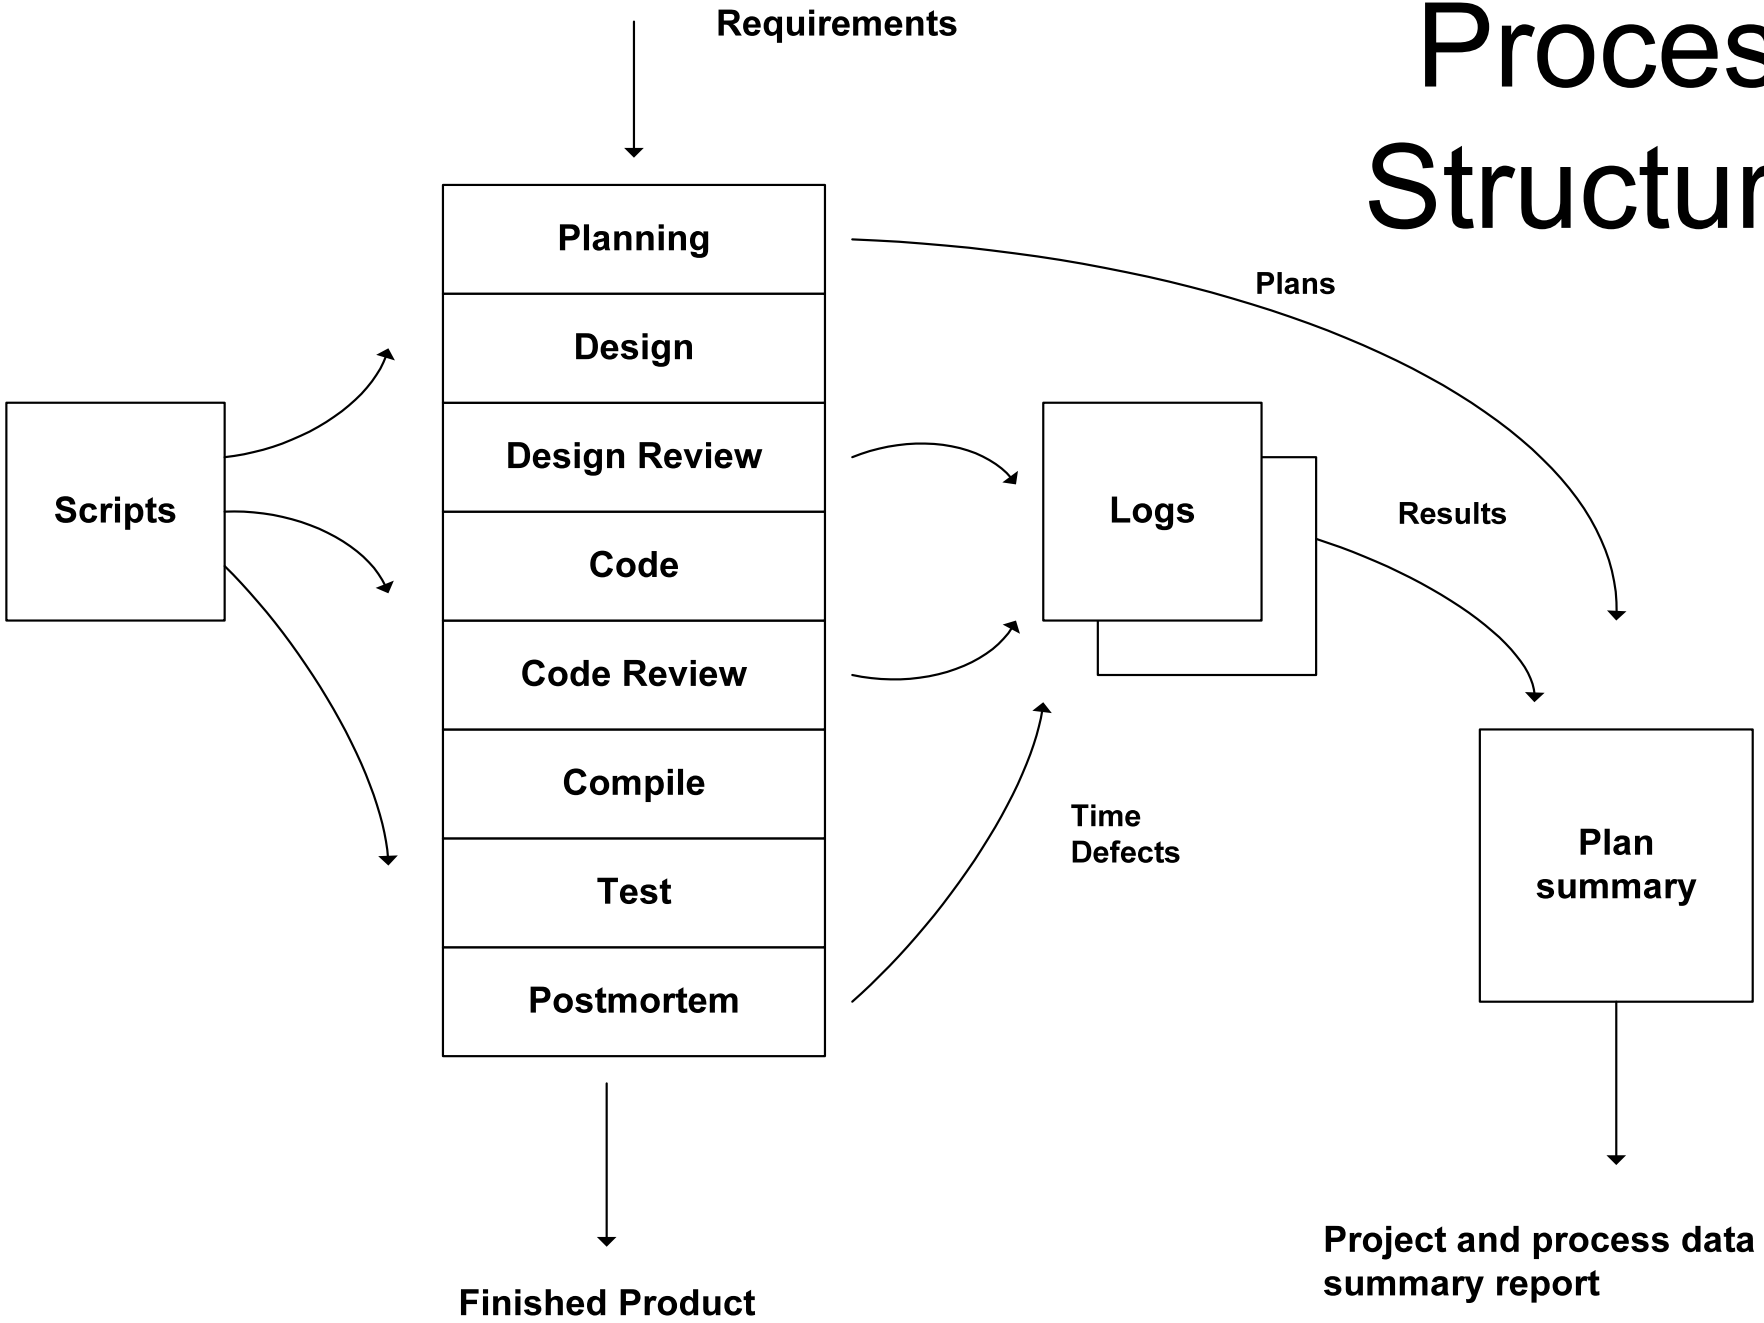 Requirements
Proces
Structur
Planning
Plans
Design
Design Review
Scripts
Logs
Results
Code
Code Review
Compile
Time
Defects
Plan
summary
Test
Postmortem
Project and process data
summary report
Finished Product